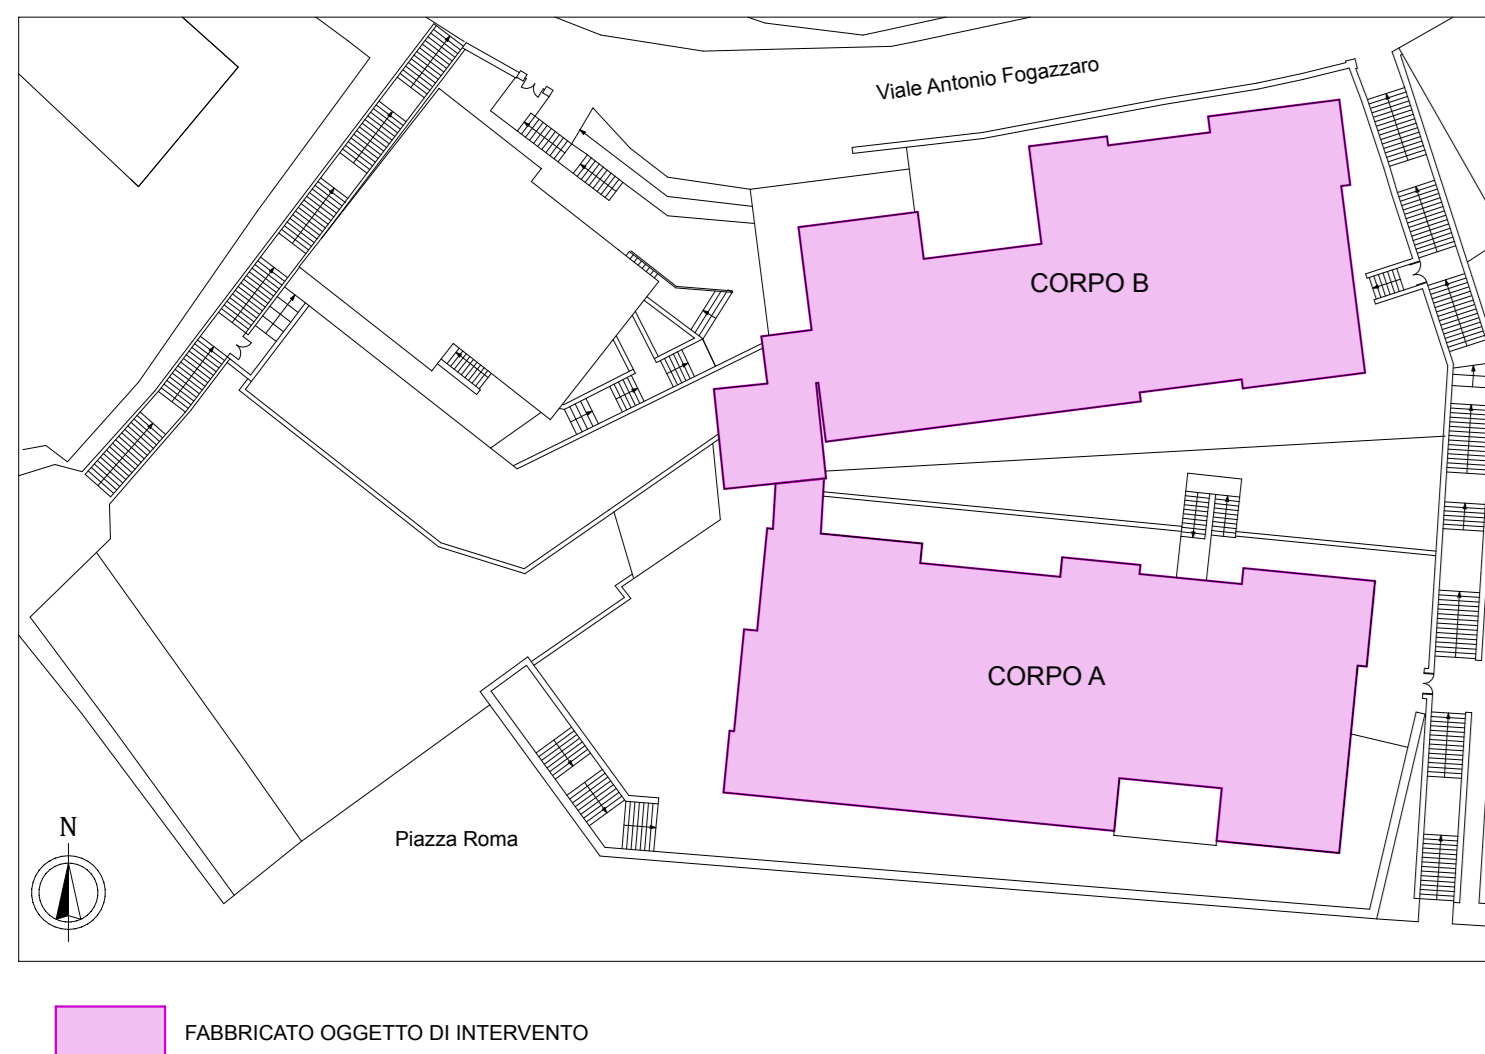 Viale Antonio Fogazzaro
CORPO B
CORPO A
Piazza Roma
N
FABBRICATO OGGETTO DI INTERVENTO